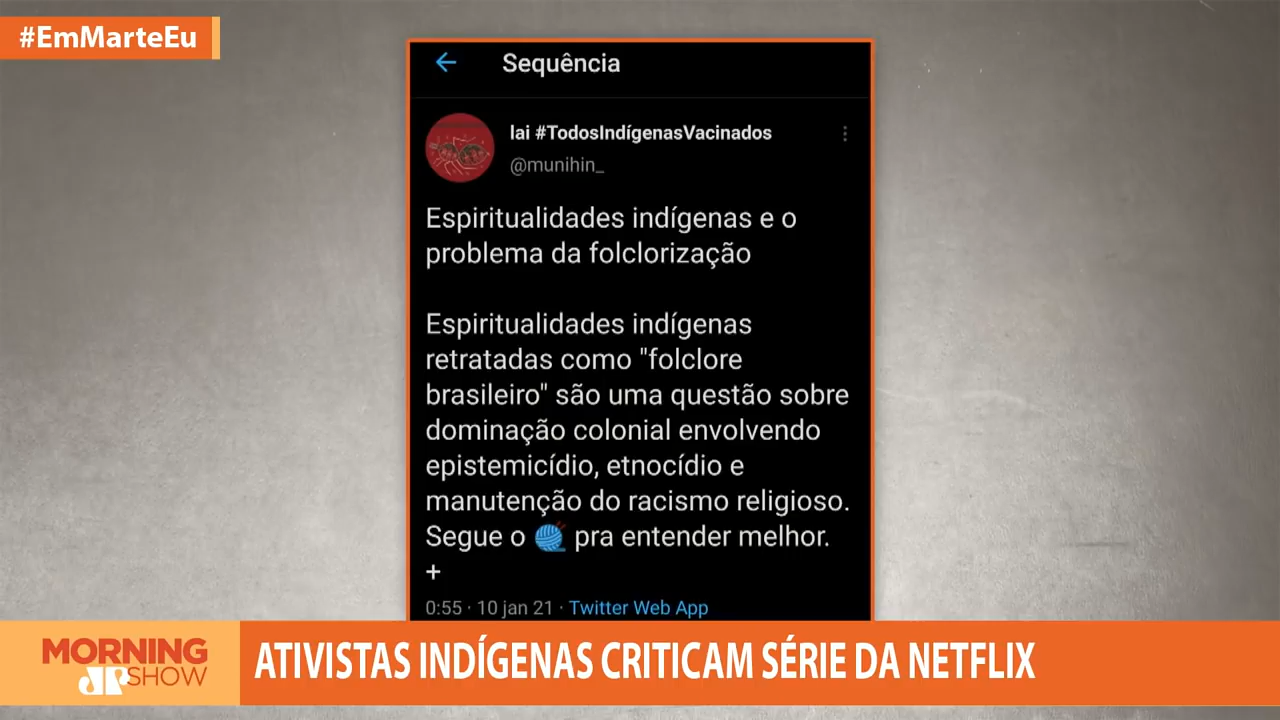 #EmMarteEu
Sequência
Iai #TodosIndígenasVacinados
@munihin_
Espiritualidades indígenas e o
problema da folclorização
Espiritualidades indígenas
retratadas como "folclore
brasileiro" são uma questão sobre
dominação colonial envolvendo
epistemicídio, etnocídio e
manutenção do racismo religioso.
Segue o 🧶 pra entender melhor.
+
0:55 · 10 jan 21 · Twitter Web App
MORNING
JP SHOW
ATIVISTAS INDÍGENAS CRITICAM SÉRIE DA NETFLIX